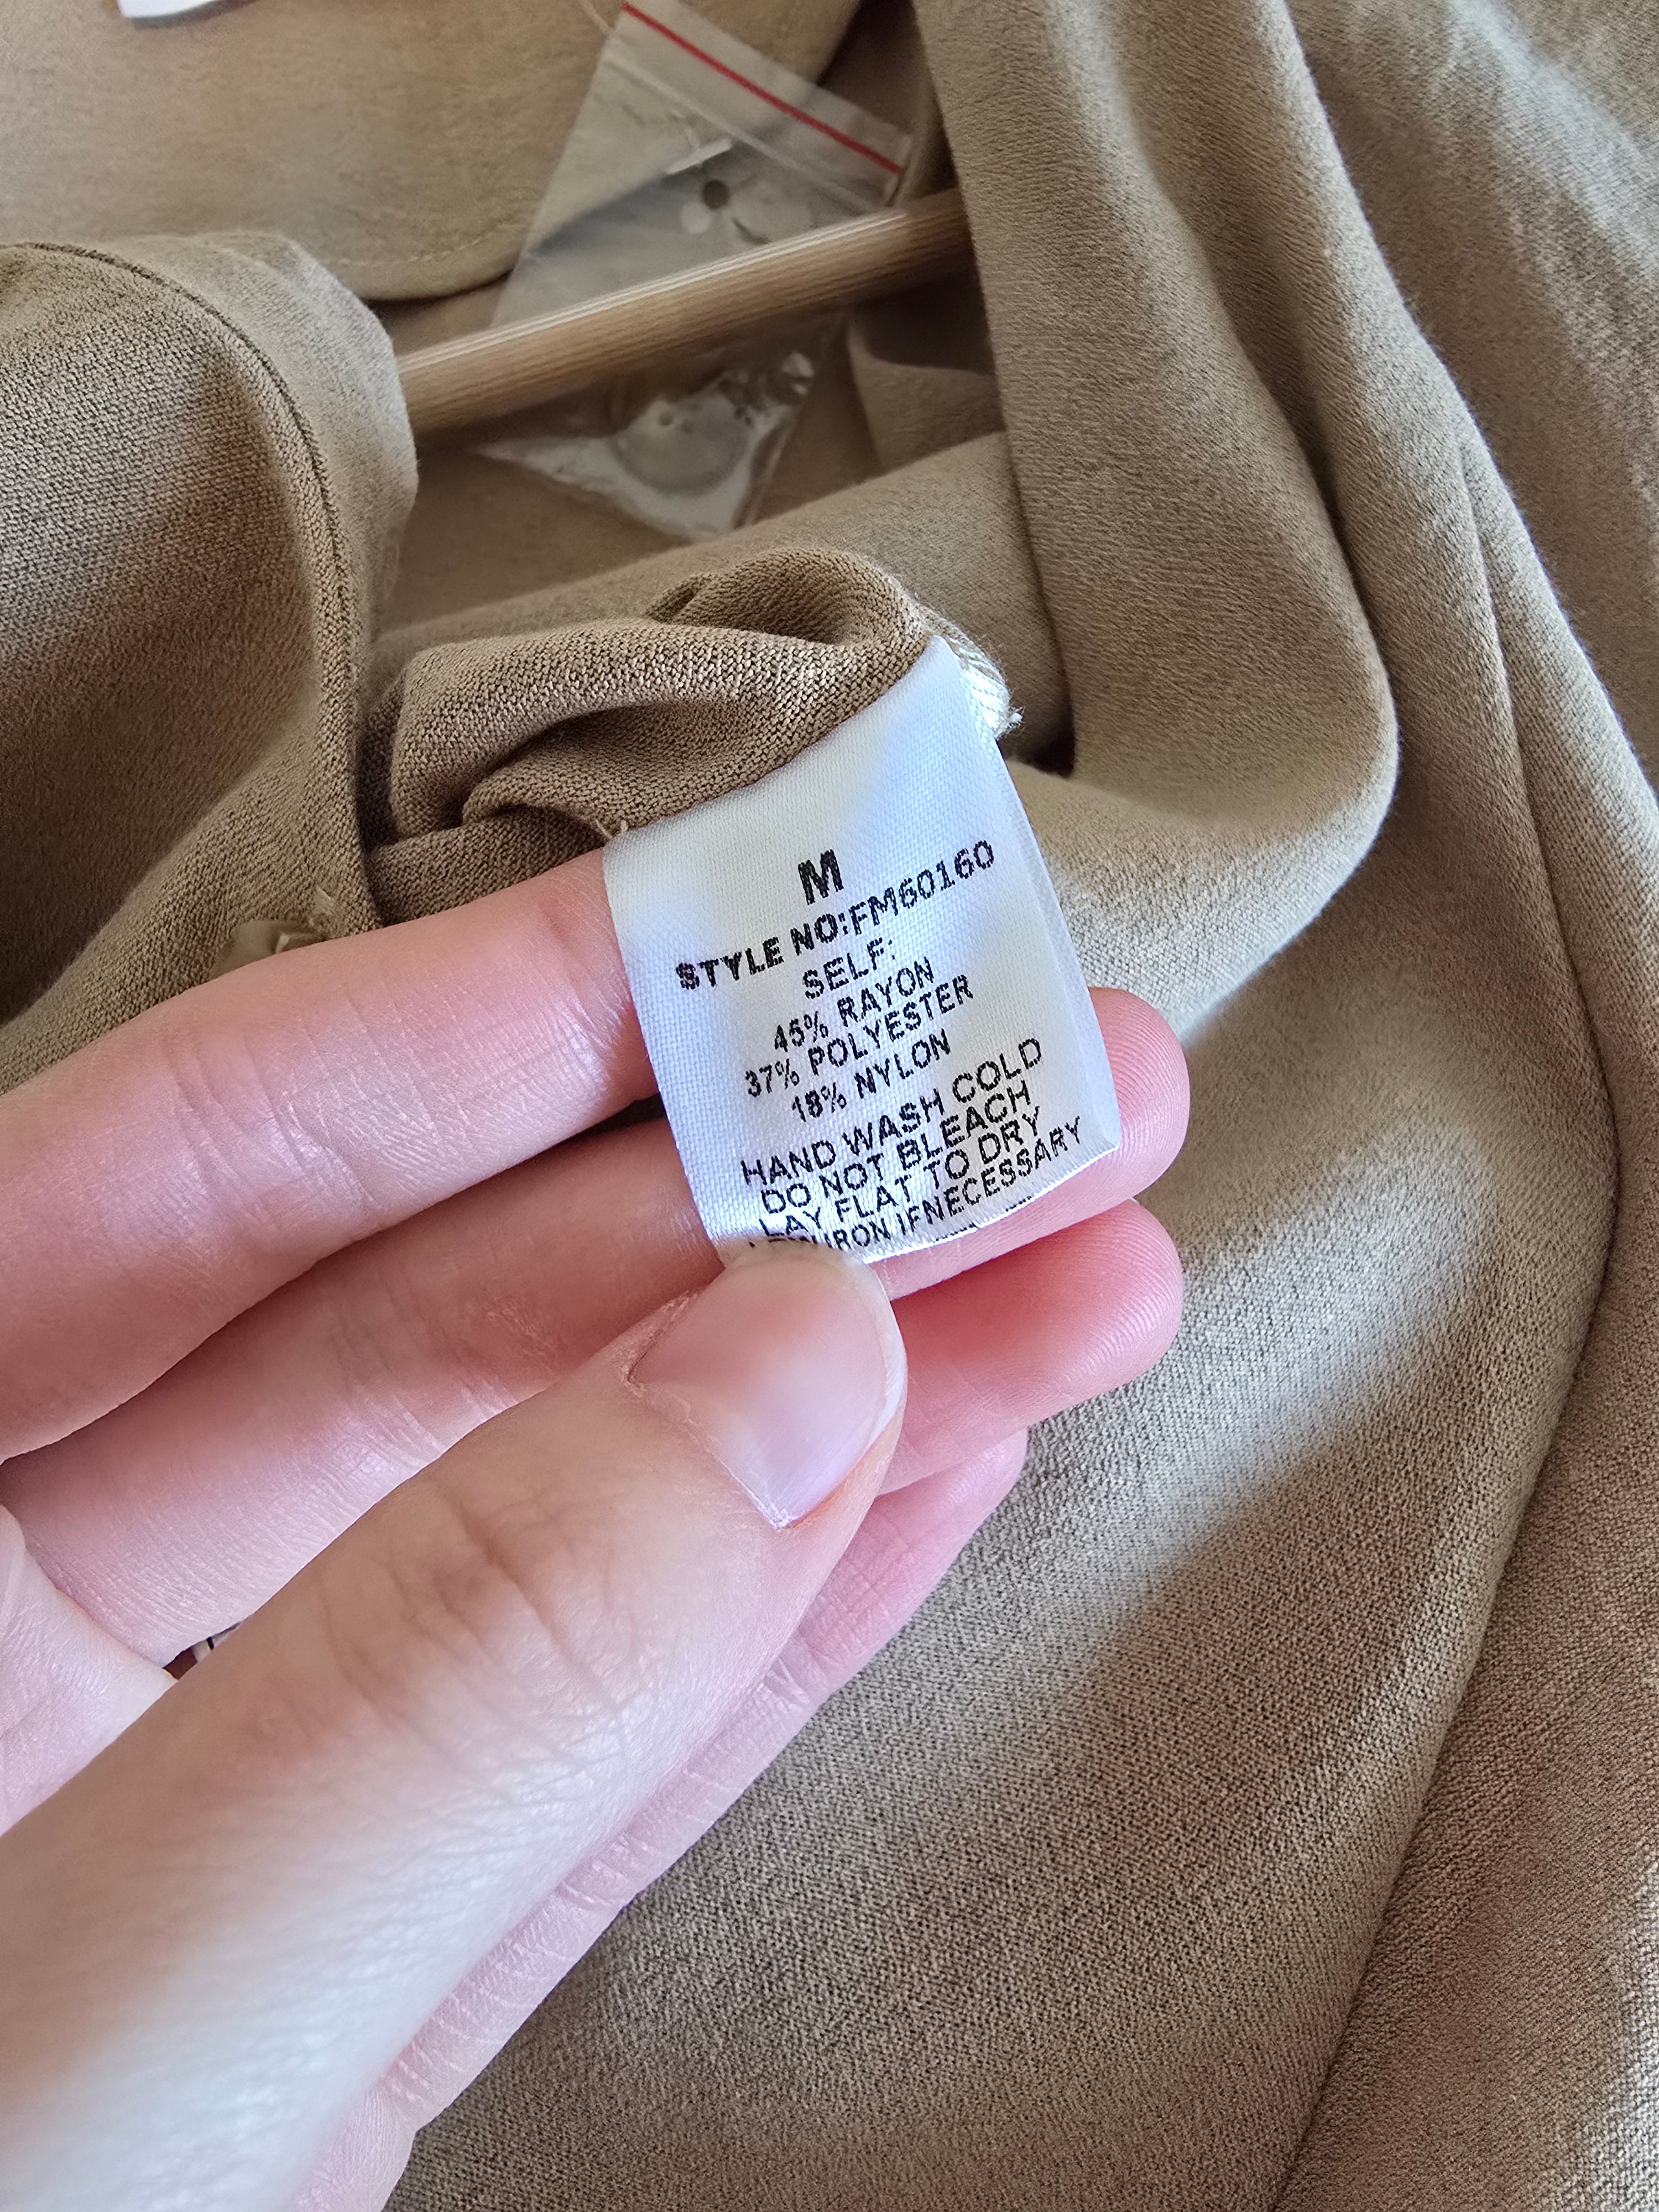 M
STYLE NO:FM60160
SELF:
45% RAYON
37% POLYESTER
18% NYLON
HAND WASH COLD
DO NOT BLEACH
LAY FLAT TO DRY
IRON IFNECESSARY